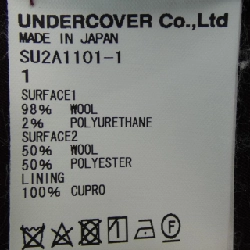 UNDERCOVER Co.,Ltd
MADE IN JAPAN
SU2A1101-1
1
SURFACE1
98% WOOL
2% POLYURETHANE
SURFACE2
50% WOOL
50% POLYESTER
LINING
100% CUPRO
1 F